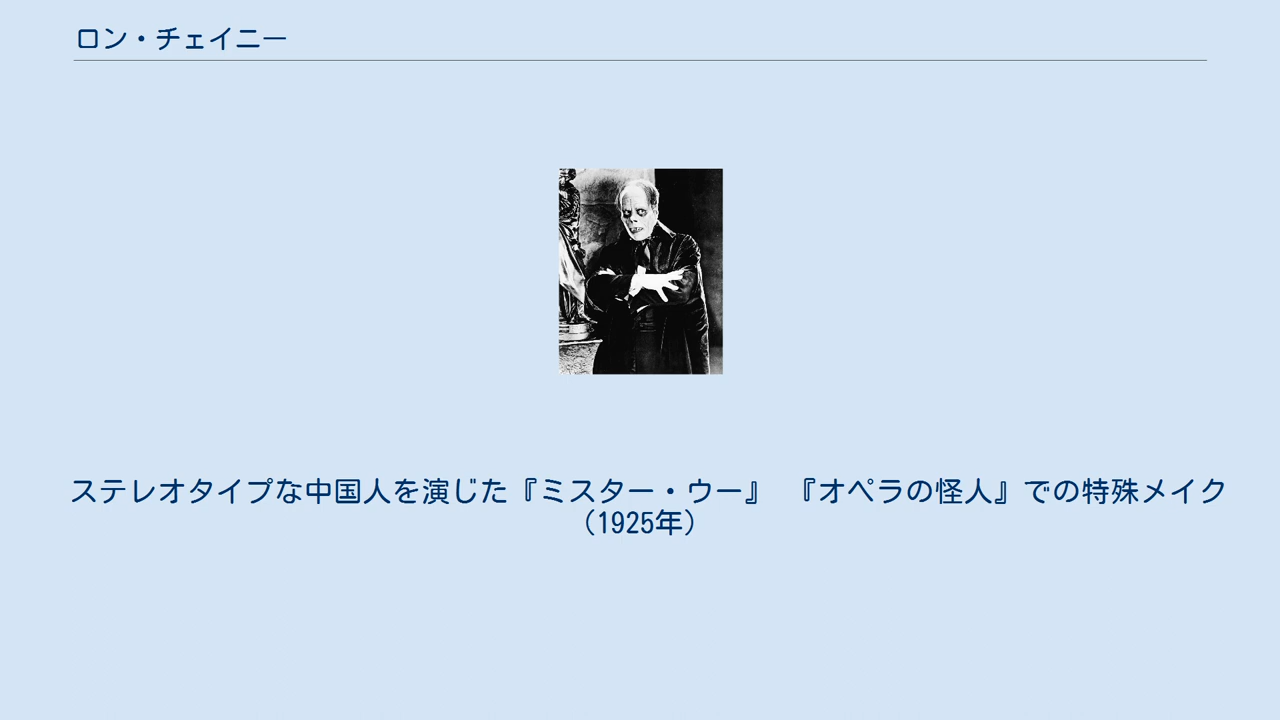 ロン・チェイニー
ステレオタイプな中国人を演じた『ミスター・ウー』　『オペラの怪人』での特殊メイク
（1925年）